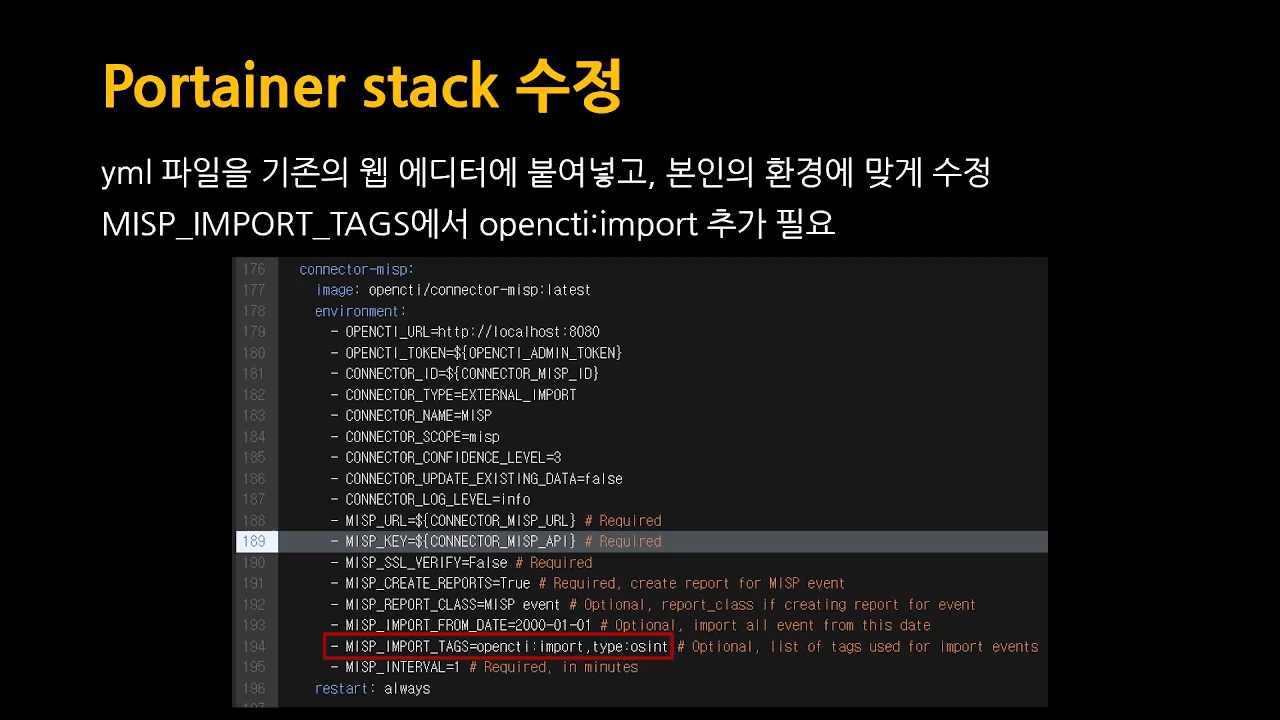 Portainer stack 수정
yml 파일을 기존의 웹 에디터에 붙여넣고, 본인의 환경에 맞게 수정
MISP_IMPORT_TAGS에서 opencti:import 추가 필요
176 connector-misp:
177 image: opencti/connector-misp:latest
178 environment:
179 - OPENCTI_URL=http://localhost:8080
180 - OPENCTI_TOKEN=${OPENCTI_ADMIN_TOKEN}
181 - CONNECTOR_ID=${CONNECTOR_MISP_ID}
182 - CONNECTOR_TYPE=EXTERNAL_IMPORT
183 - CONNECTOR_NAME=MISP
184 - CONNECTOR_SCOPE=misp
185 - CONNECTOR_CONFIDENCE_LEVEL=3
186 - CONNECTOR_UPDATE_EXISTING_DATA=false
187 - CONNECTOR_LOG_LEVEL=info
188 - MISP_URL=${CONNECTOR_MISP_URL} # Required
189 - MISP_KEY=${CONNECTOR_MISP_API} # Required
190 - MISP_SSL_VERIFY=False # Required
191 - MISP_CREATE_REPORTS=True # Required, create report for MISP event
192 - MISP_REPORT_CLASS=MISP event # Optional, report_class if creating report for event
193 - MISP_IMPORT_FROM_DATE=2000-01-01 # Optional, import all event from this date
194 - MISP_IMPORT_TAGS=opencti:import,type:osint # Optional, list of tags used for import events
195 - MISP_INTERVAL=1 # Required, in minutes
196 restart: always